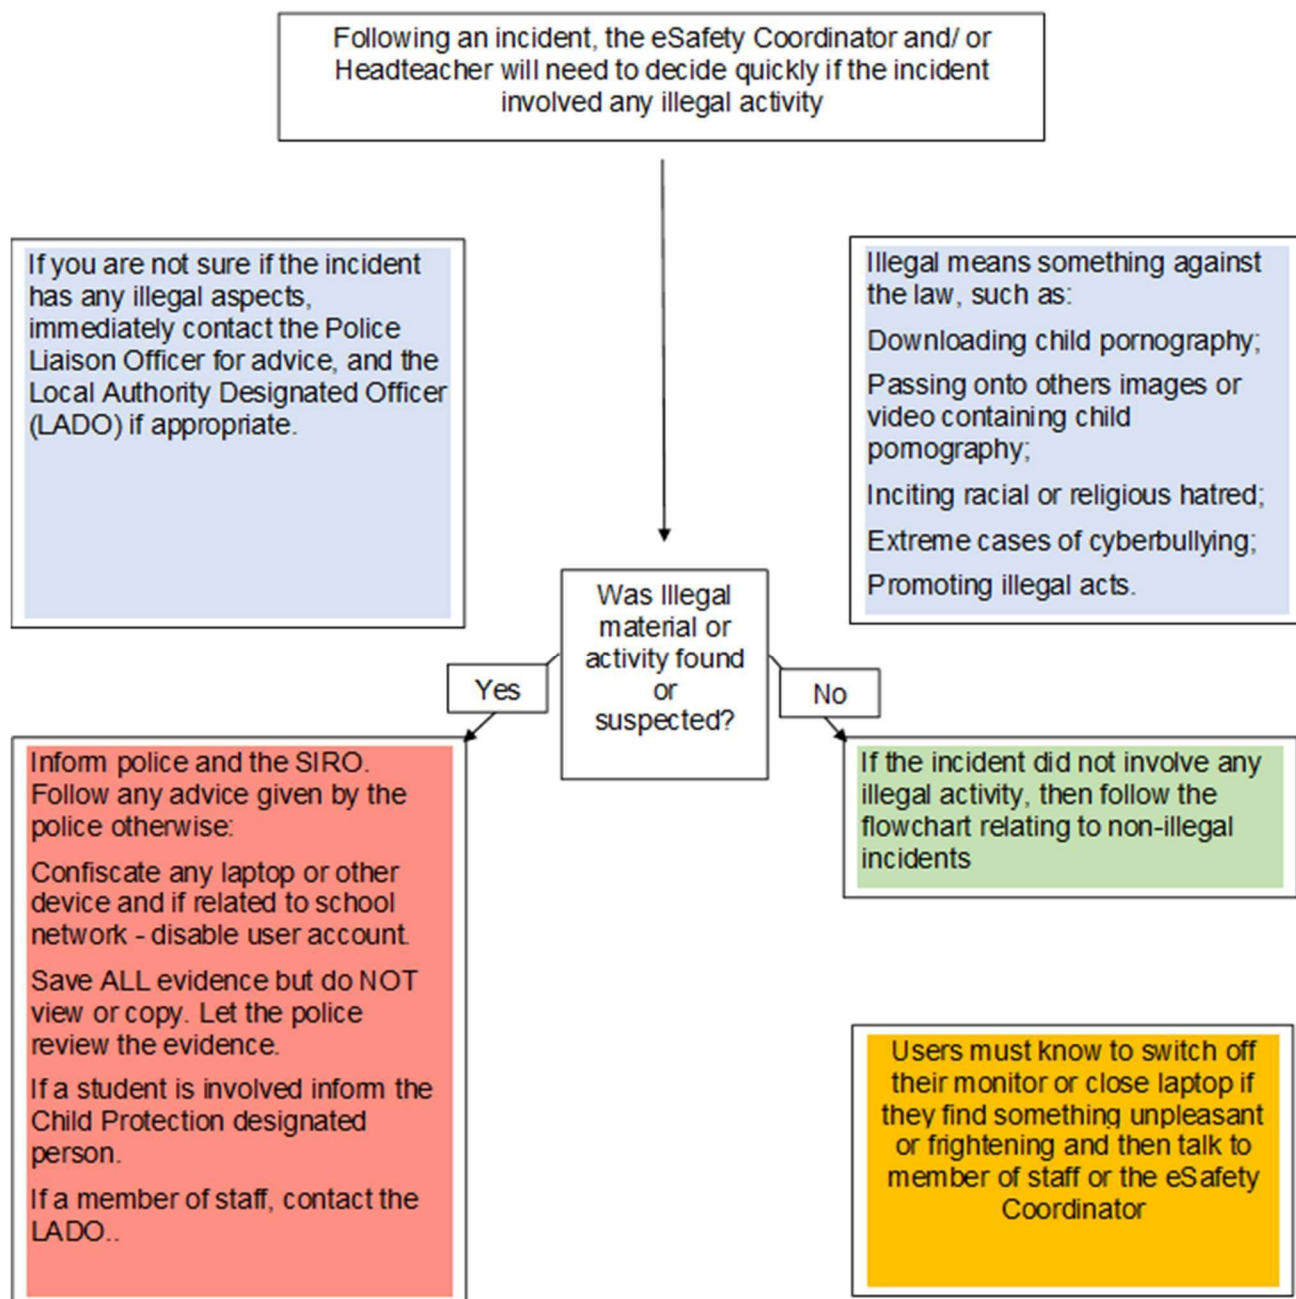 Following an incident, the eSafety Coordinator and/ or
Headteacher will need to decide quickly if the incident
involved any illegal activity
If you are not sure if the incident
has any illegal aspects,
immediately contact the Police
Liaison Officer for advice, and the
Local Authority Designated Officer
(LADO) if appropriate.
Illegal means something against
the law, such as:
Downloading child pornography;
Passing onto others images or
video containing child
pornography;
Inciting racial or religious hatred;
Extreme cases of cyberbullying;
Promoting illegal acts.
Was Illegal
material or
activity found
or
suspected?
Yes
No
Inform police and the SIRO.
Follow any advice given by the
police otherwise:
Confiscate any laptop or other
device and if related to school
network - disable user account.
Save ALL evidence but do NOT
view or copy. Let the police
review the evidence.
If a student is involved inform the
Child Protection designated
person.
If a member of staff, contact the
LADO..
If the incident did not involve any
illegal activity, then follow the
flowchart relating to non-illegal
incidents
Users must know to switch off
their monitor or close laptop if
they find something unpleasant
or frightening and then talk to
member of staff or the eSafety
Coordinator